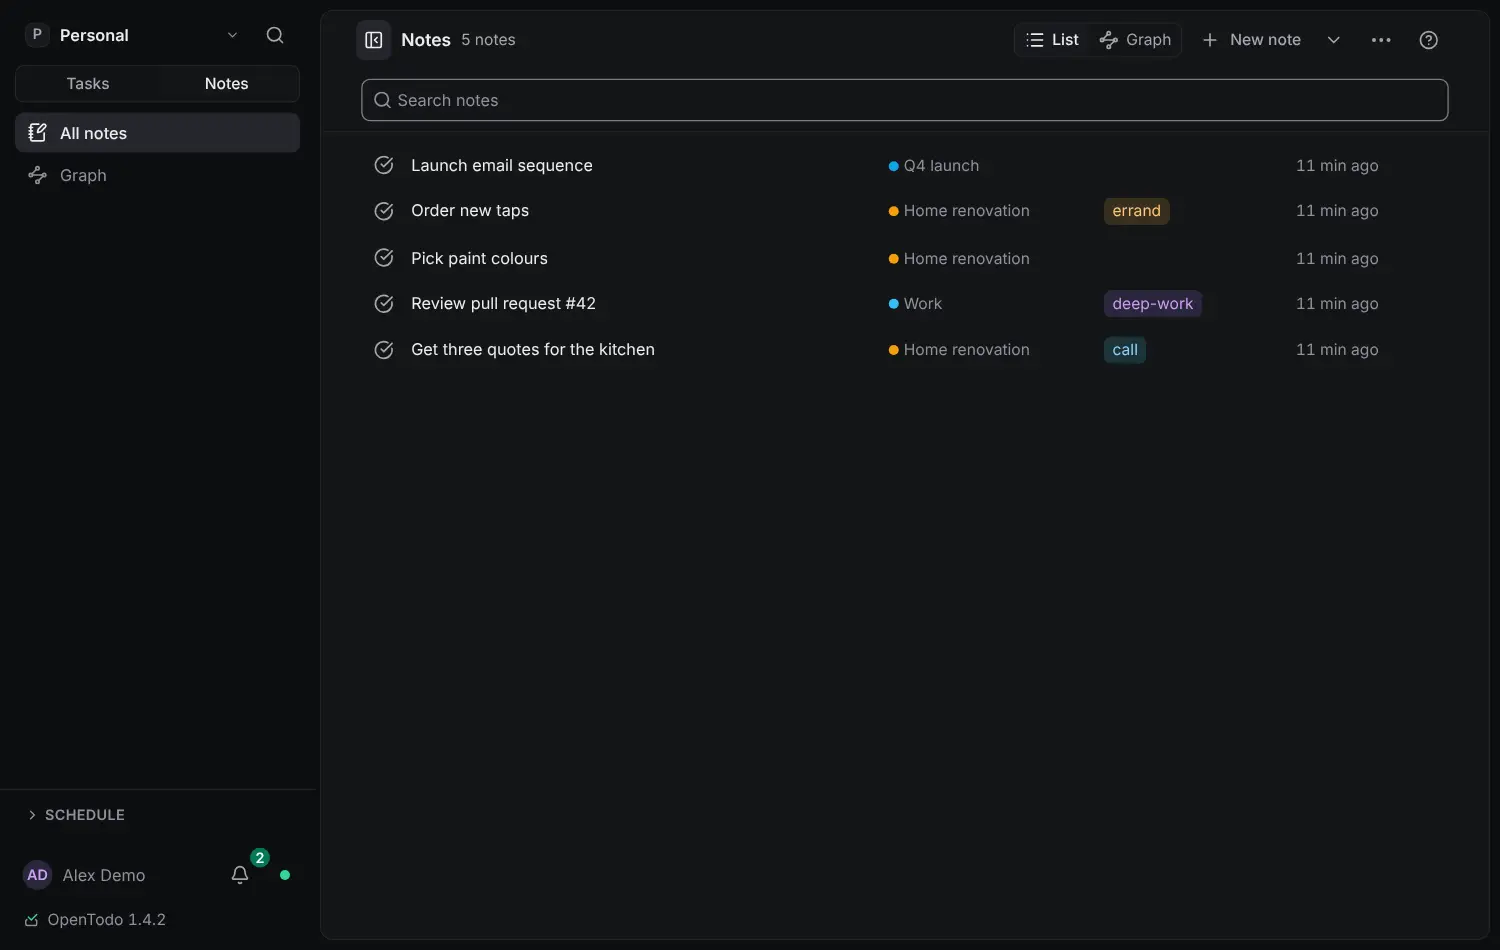 P Personal
Tasks Notes
All notes
Graph
Notes 5 notes
List Graph New note
Search notes
Launch email sequence Q4 launch 11 min ago
Order new taps Home renovation errand 11 min ago
Pick paint colours Home renovation 11 min ago
Review pull request #42 Work deep-work 11 min ago
Get three quotes for the kitchen Home renovation call 11 min ago
SCHEDULE
AD Alex Demo 2
OpenTodo 1.4.2